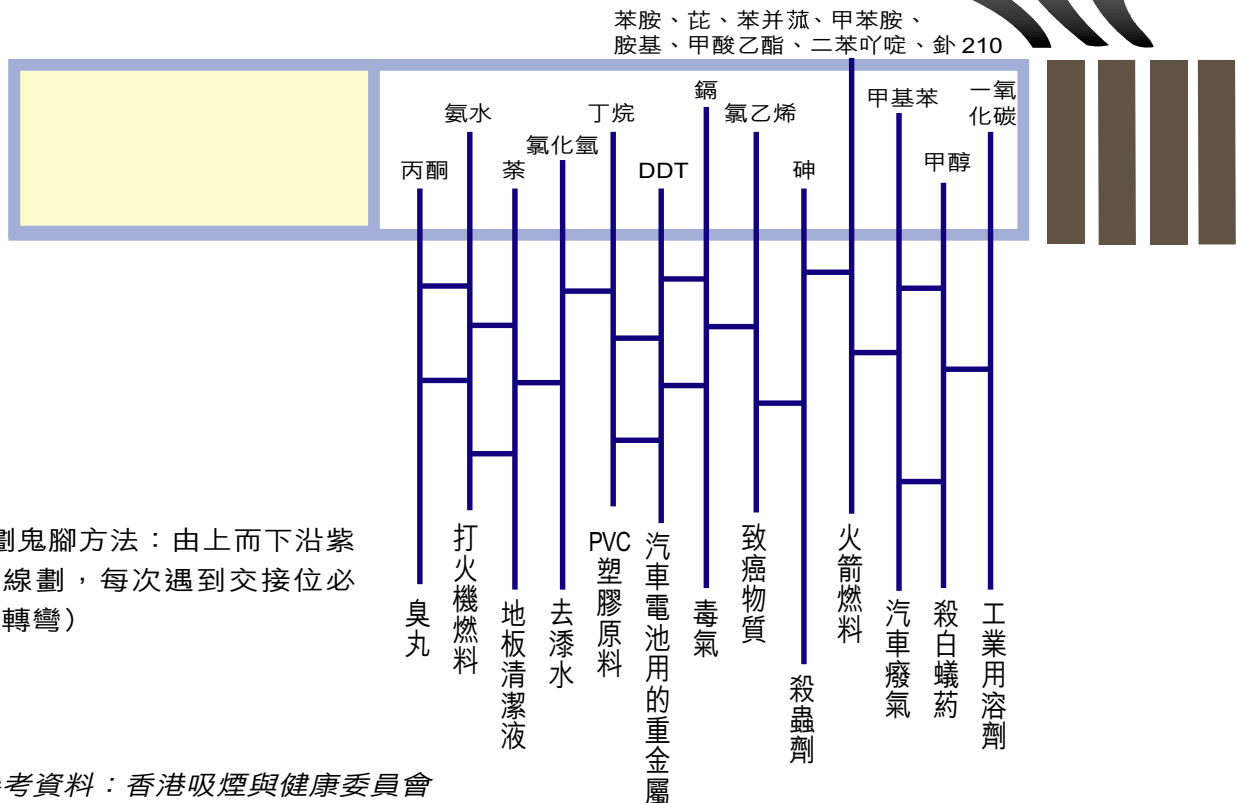 苯胺、芘、苯并蒎、甲苯胺、
胺基、甲酸乙酯、二苯吖啶、釙 210
丙酮
氨水
萘
氯化氫
丁烷
DDT
鎘
氯乙烯
砷
甲基苯
甲醇
一氧
化碳
劃鬼腳方法：由上而下沿紫
線劃，每次遇到交接位必
轉彎）
臭丸
打火機燃料
地板清潔液
去漆水
PVC塑膠原料
汽車電池用的重金屬
毒氣
致癌物質
殺蟲劑
火箭燃料
汽車廢氣
殺白蟻葯
工業用溶劑
考資料：香港吸煙與健康委員會